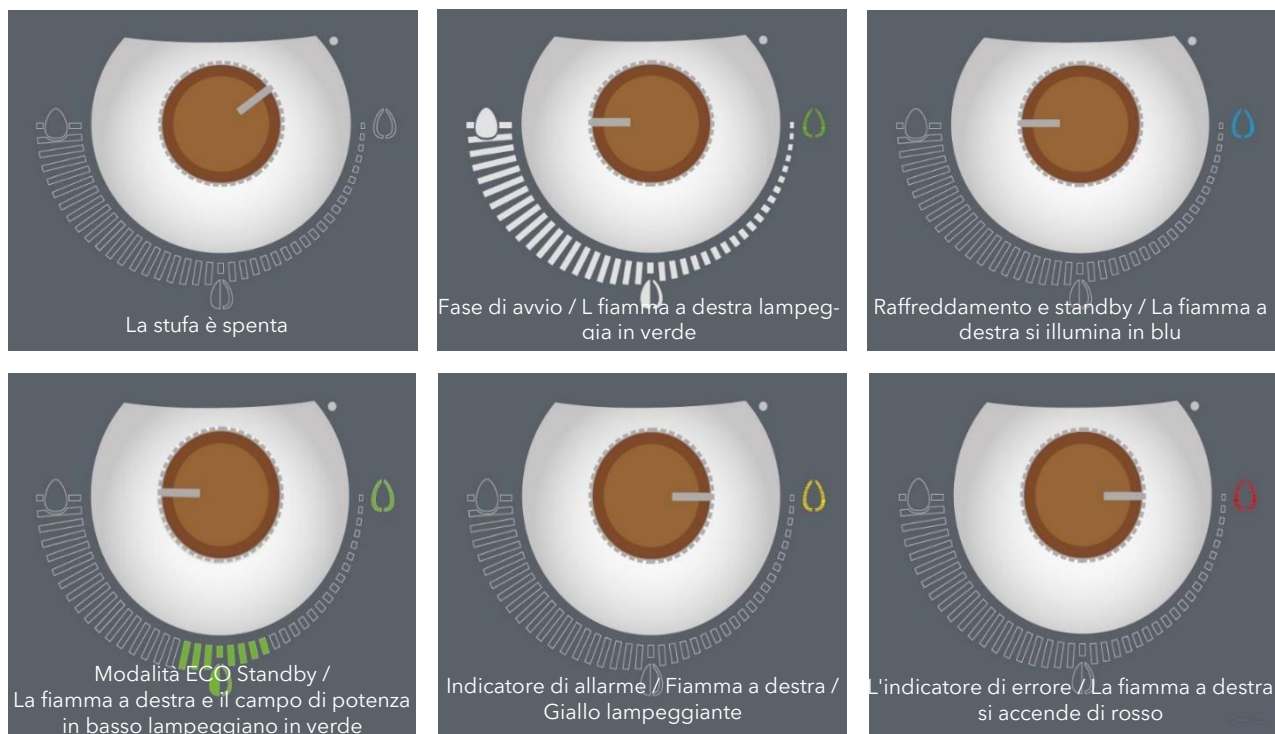 La stufa è spenta
Fase di avvio / L fiamma a destra lampeg-
gia in verde
Raffreddamento e standby / La fiamma a
destra si illumina in blu
Modalità ECO Standby /
La fiamma a destra e il campo di potenza
in basso lampeggiano in verde
Indicatore di allarme / Fiamma a destra /
Giallo lampeggiante
L'indicatore di errore / La fiamma a destra
si accende di rosso